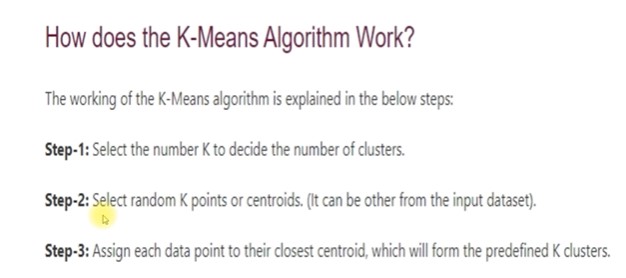 How does the K-Means Algorithm Work?
The working of the K-Means algorithm is explained in the below steps:
Step-1: Select the number K to decide the number of clusters.
Step-2: Select random K points or centroids. (It can be other from the input dataset).
Step-3: Assign each data point to their closest centroid, which will form the predefined K clusters.